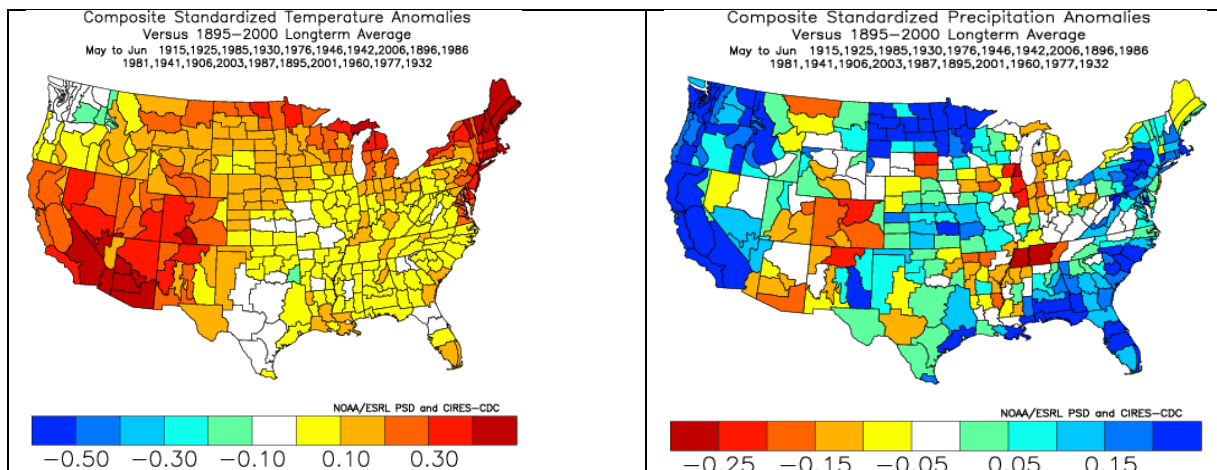 Composite Standardized Temperature Anomalies
Versus 1895–2000 Longterm Average
May to Jun 1915,1925,1985,1930,1976,1946,1942,2006,1896,1986
1981,1941,1906,2003,1987,1895,2001,1960,1977,1932
NOAA/ESRL PSD and CIRES–CDC
−0.50 −0.30 −0.10 0.10 0.30
Composite Standardized Precipitation Anomalies
Versus 1895–2000 Longterm Average
May to Jun 1915,1925,1985,1930,1976,1946,1942,2006,1896,1986
1981,1941,1906,2003,1987,1895,2001,1960,1977,1932
NOAA/ESRL PSD and CIRES–CDC
−0.25 −0.15 −0.05 0.05 0.15